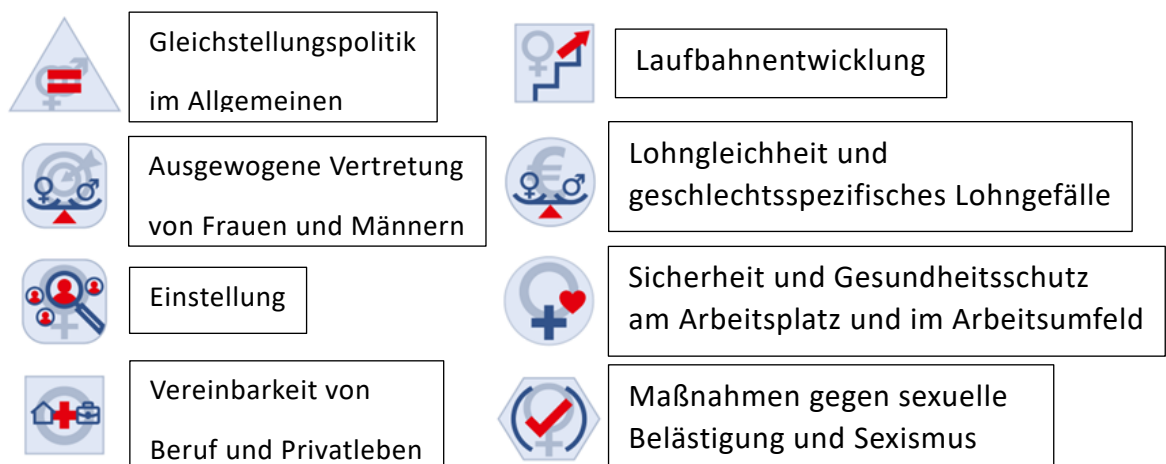 Gleichstellungspolitik
im Allgemeinen
Laufbahnentwicklung
Ausgewogene Vertretung
von Frauen und Männern
Lohngleichheit und
geschlechtsspezifisches Lohngefälle
Einstellung
Sicherheit und Gesundheitsschutz
am Arbeitsplatz und im Arbeitsumfeld
Vereinbarkeit von
Beruf und Privatleben
Maßnahmen gegen sexuelle
Belästigung und Sexismus